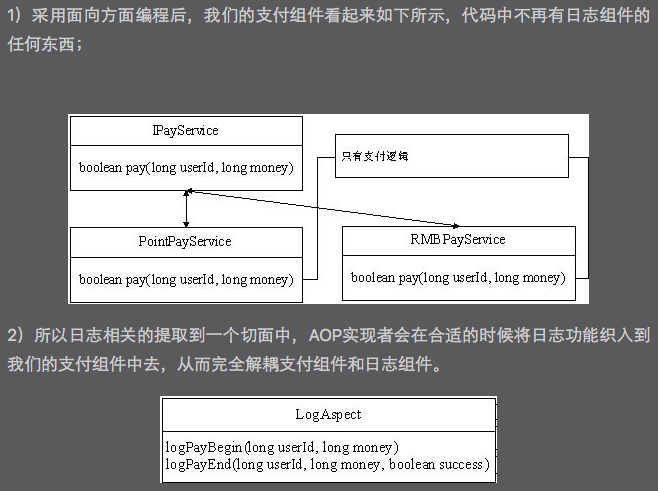 1）采用面向方面编程后，我们的支付组件看起来如下所示，代码中不再有日志组件的
任何东西；
IPayService
boolean pay(long userId, long money)
只有支付逻辑
PointPayService
boolean pay(long userId, long money)
RMBPayService
boolean pay(long userId, long money)
2）所以日志相关的提取到一个切面中，AOP实现者会在合适的时候将日志功能织入到
我们的支付组件中去，从而完全解耦支付组件和日志组件。
LogAspect
logPayBegin(long userId, long money)
logPayEnd(long userId, long money, boolean success)